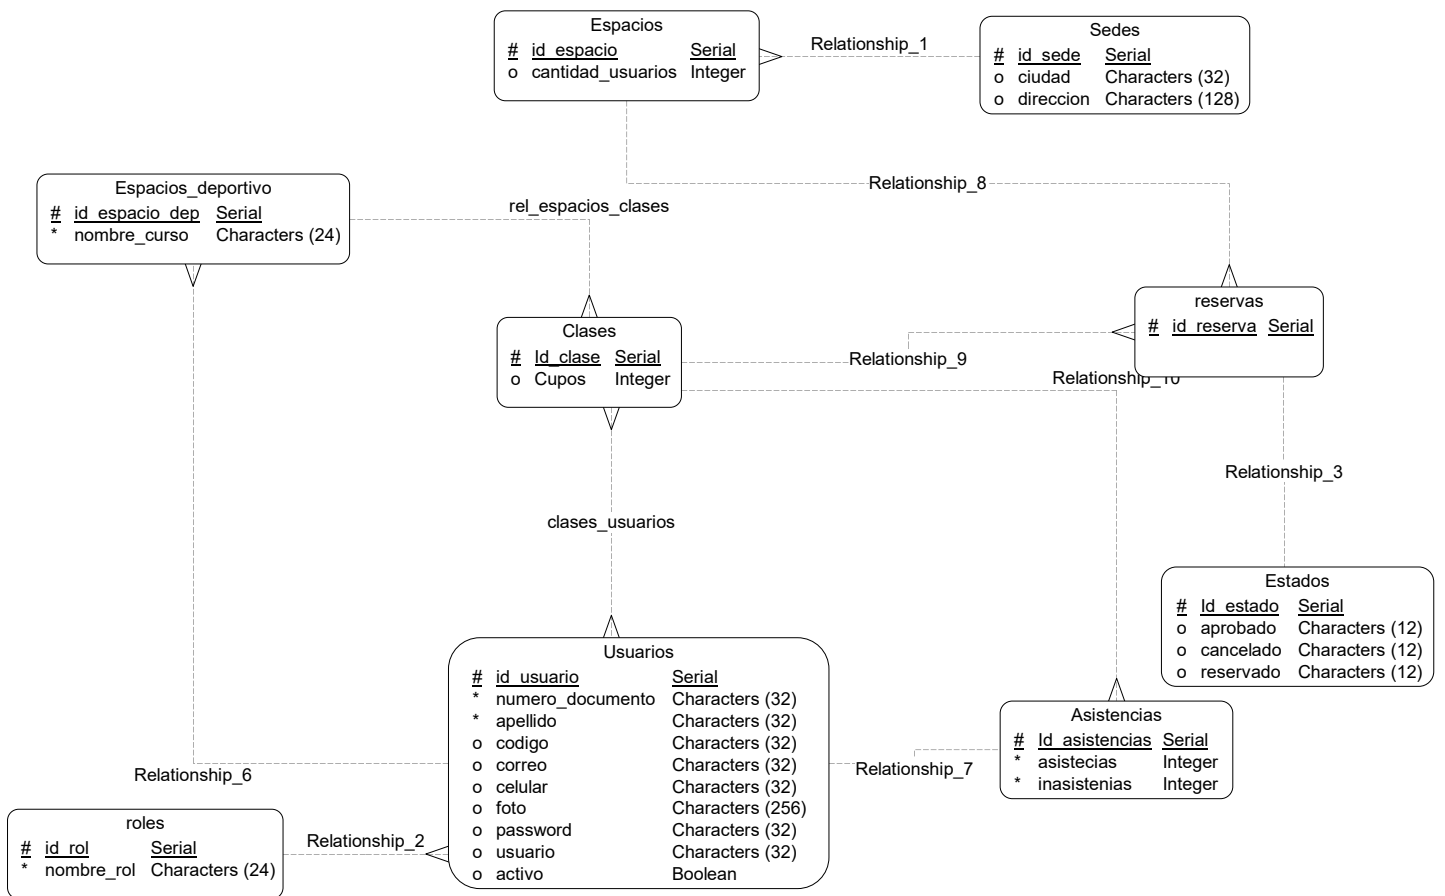 Espacios
# id_espacio Serial
o cantidad_usuarios Integer
Relationship_1
Sedes
# id_sede Serial
o ciudad Characters (32)
o direccion Characters (128)
Relationship_8
Espacios_deportivo
# id_espacio_dep Serial
* nombre_curso Characters (24)
rel_espacios_clases
reservas
# id_reserva Serial
Clases
# Id_clase Serial
o Cupos Integer
Relationship_9
Relationship_10
Relationship_3
clases_usuarios
Estados
# Id_estado Serial
o aprobado Characters (12)
o cancelado Characters (12)
o reservado Characters (12)
Usuarios
# id_usuario Serial
* numero_documento Characters (32)
* apellido Characters (32)
o codigo Characters (32)
o correo Characters (32)
o celular Characters (32)
o foto Characters (256)
o password Characters (32)
o usuario Characters (32)
o activo Boolean
Asistencias
# Id_asistencias Serial
* asistecias Integer
* inasistenias Integer
Relationship_7
Relationship_6
roles
# id_rol Serial
* nombre_rol Characters (24)
Relationship_2